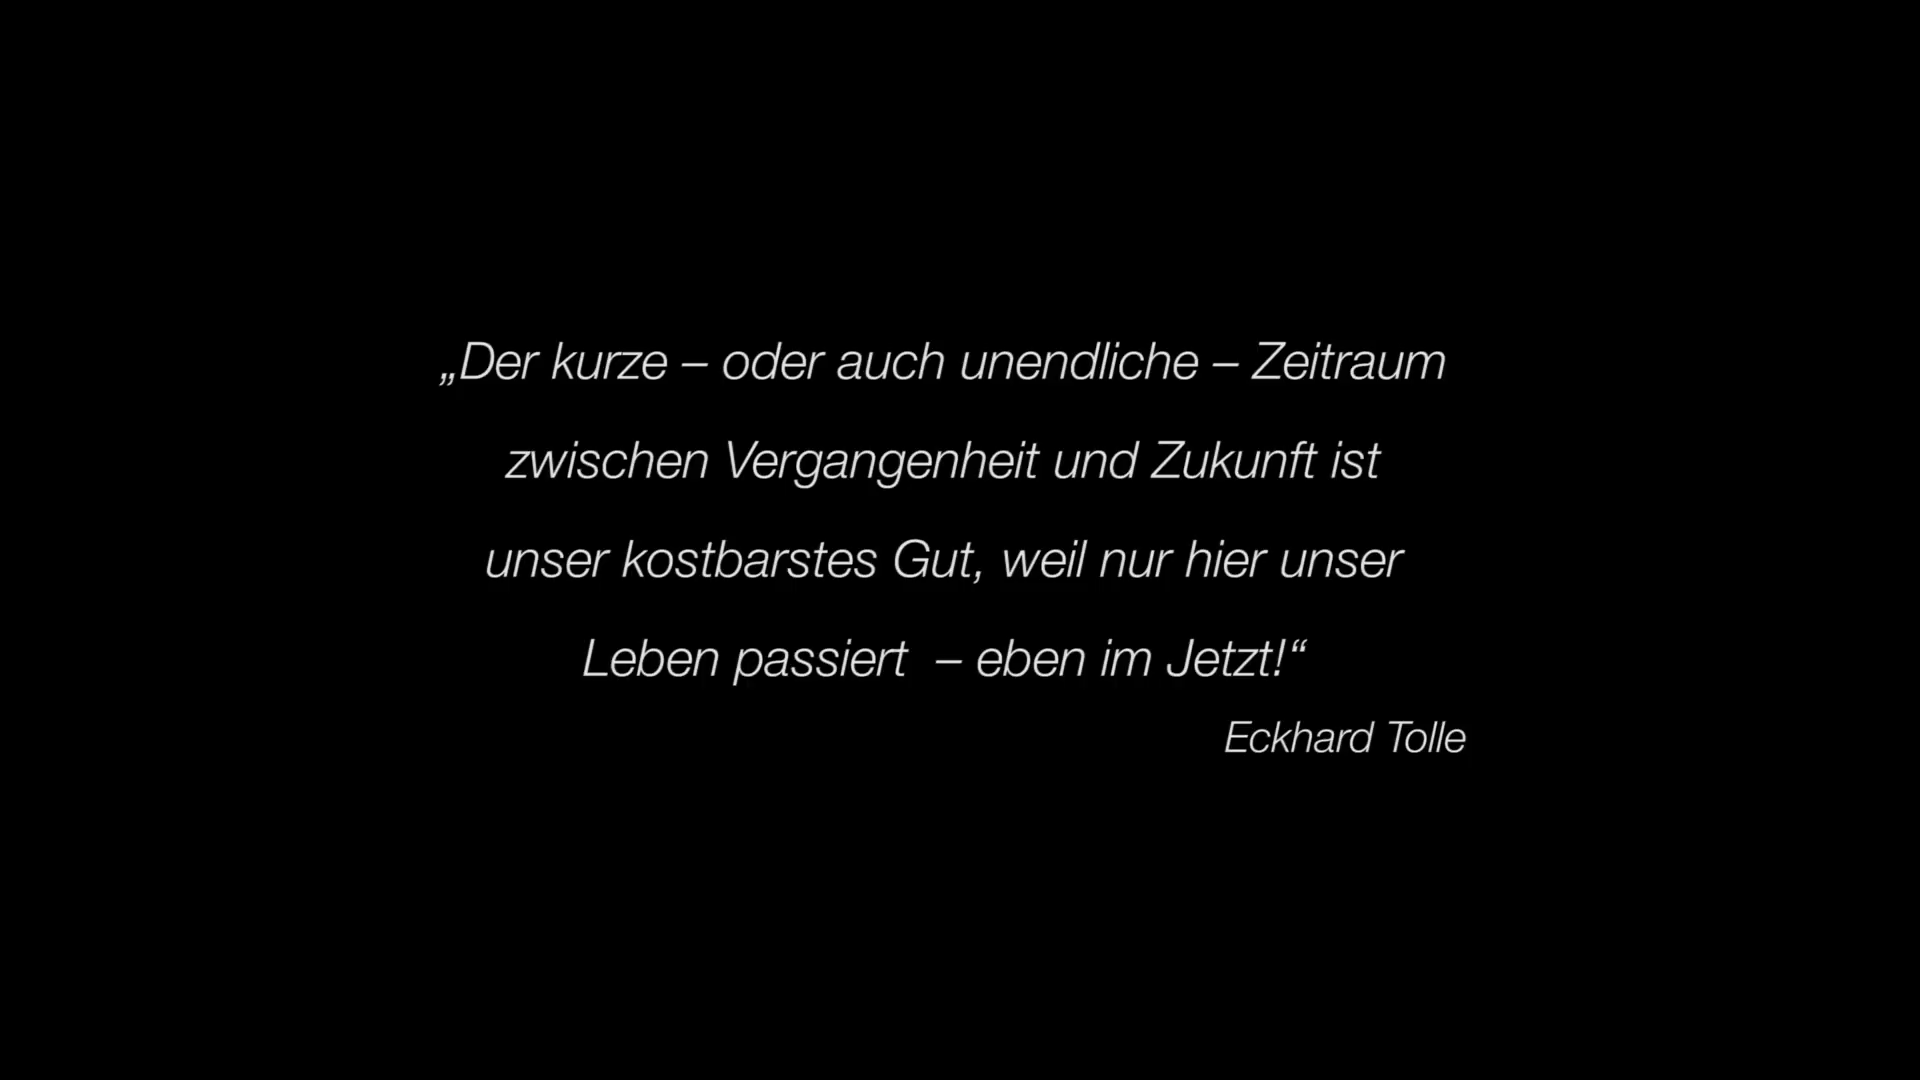 „Der kurze – oder auch unendliche – Zeitraum
zwischen Vergangenheit und Zukunft ist
unser kostbarstes Gut, weil nur hier unser
Leben passiert  – eben im Jetzt!“
Eckhard Tolle